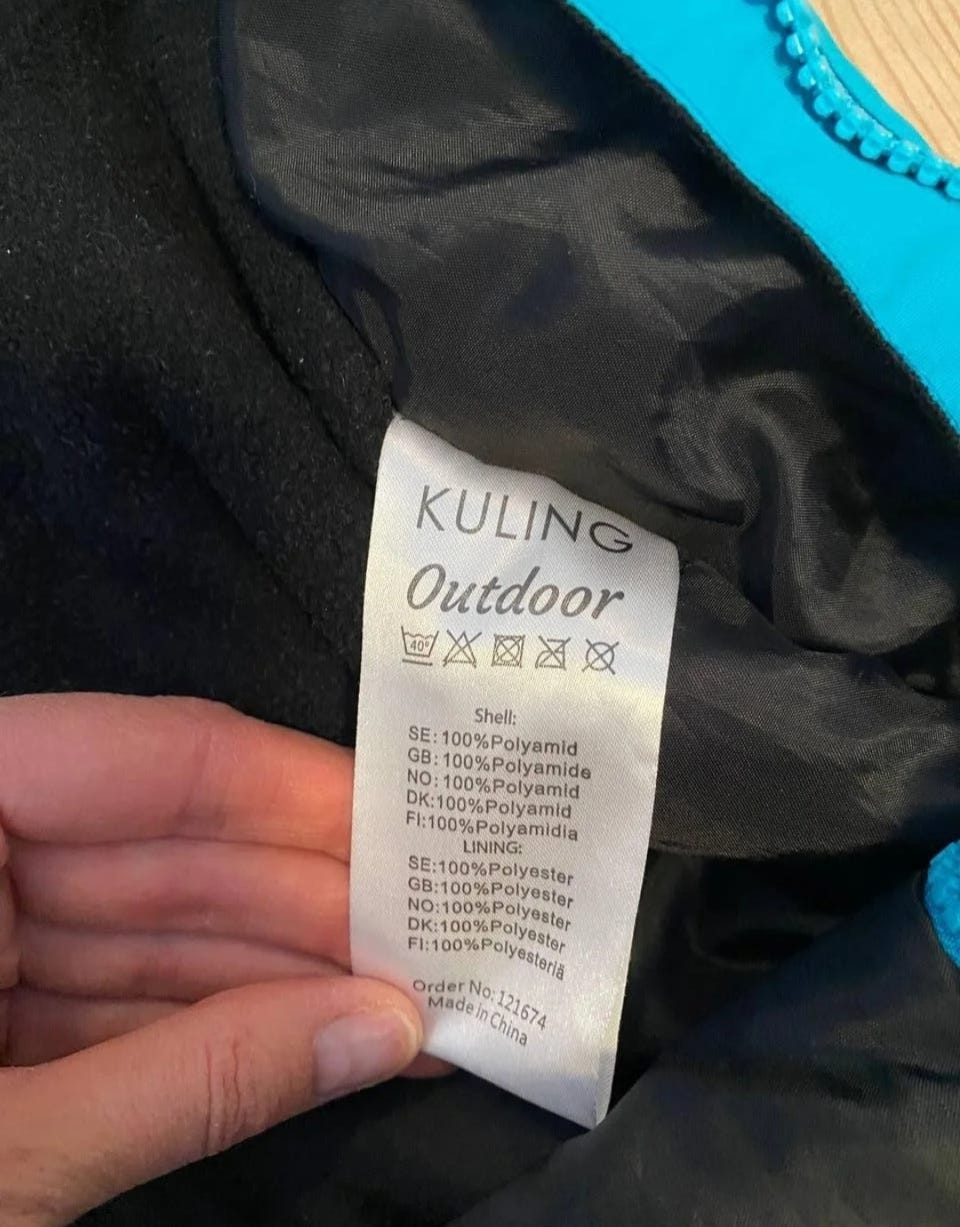 KULING
Outdoor
40°
Shell:
SE: 100%Polyamid
GB: 100%Polyamide
NO: 100%Polyamid
DK:100%Polyamid
FI:100%Polyamidia
LINING:
SE:100%Polyester
GB:100%Polyester
NO:100%Polyester
DK:100%Polyester
FI:100%Polyesteriä
Order No: 121674
Made in China